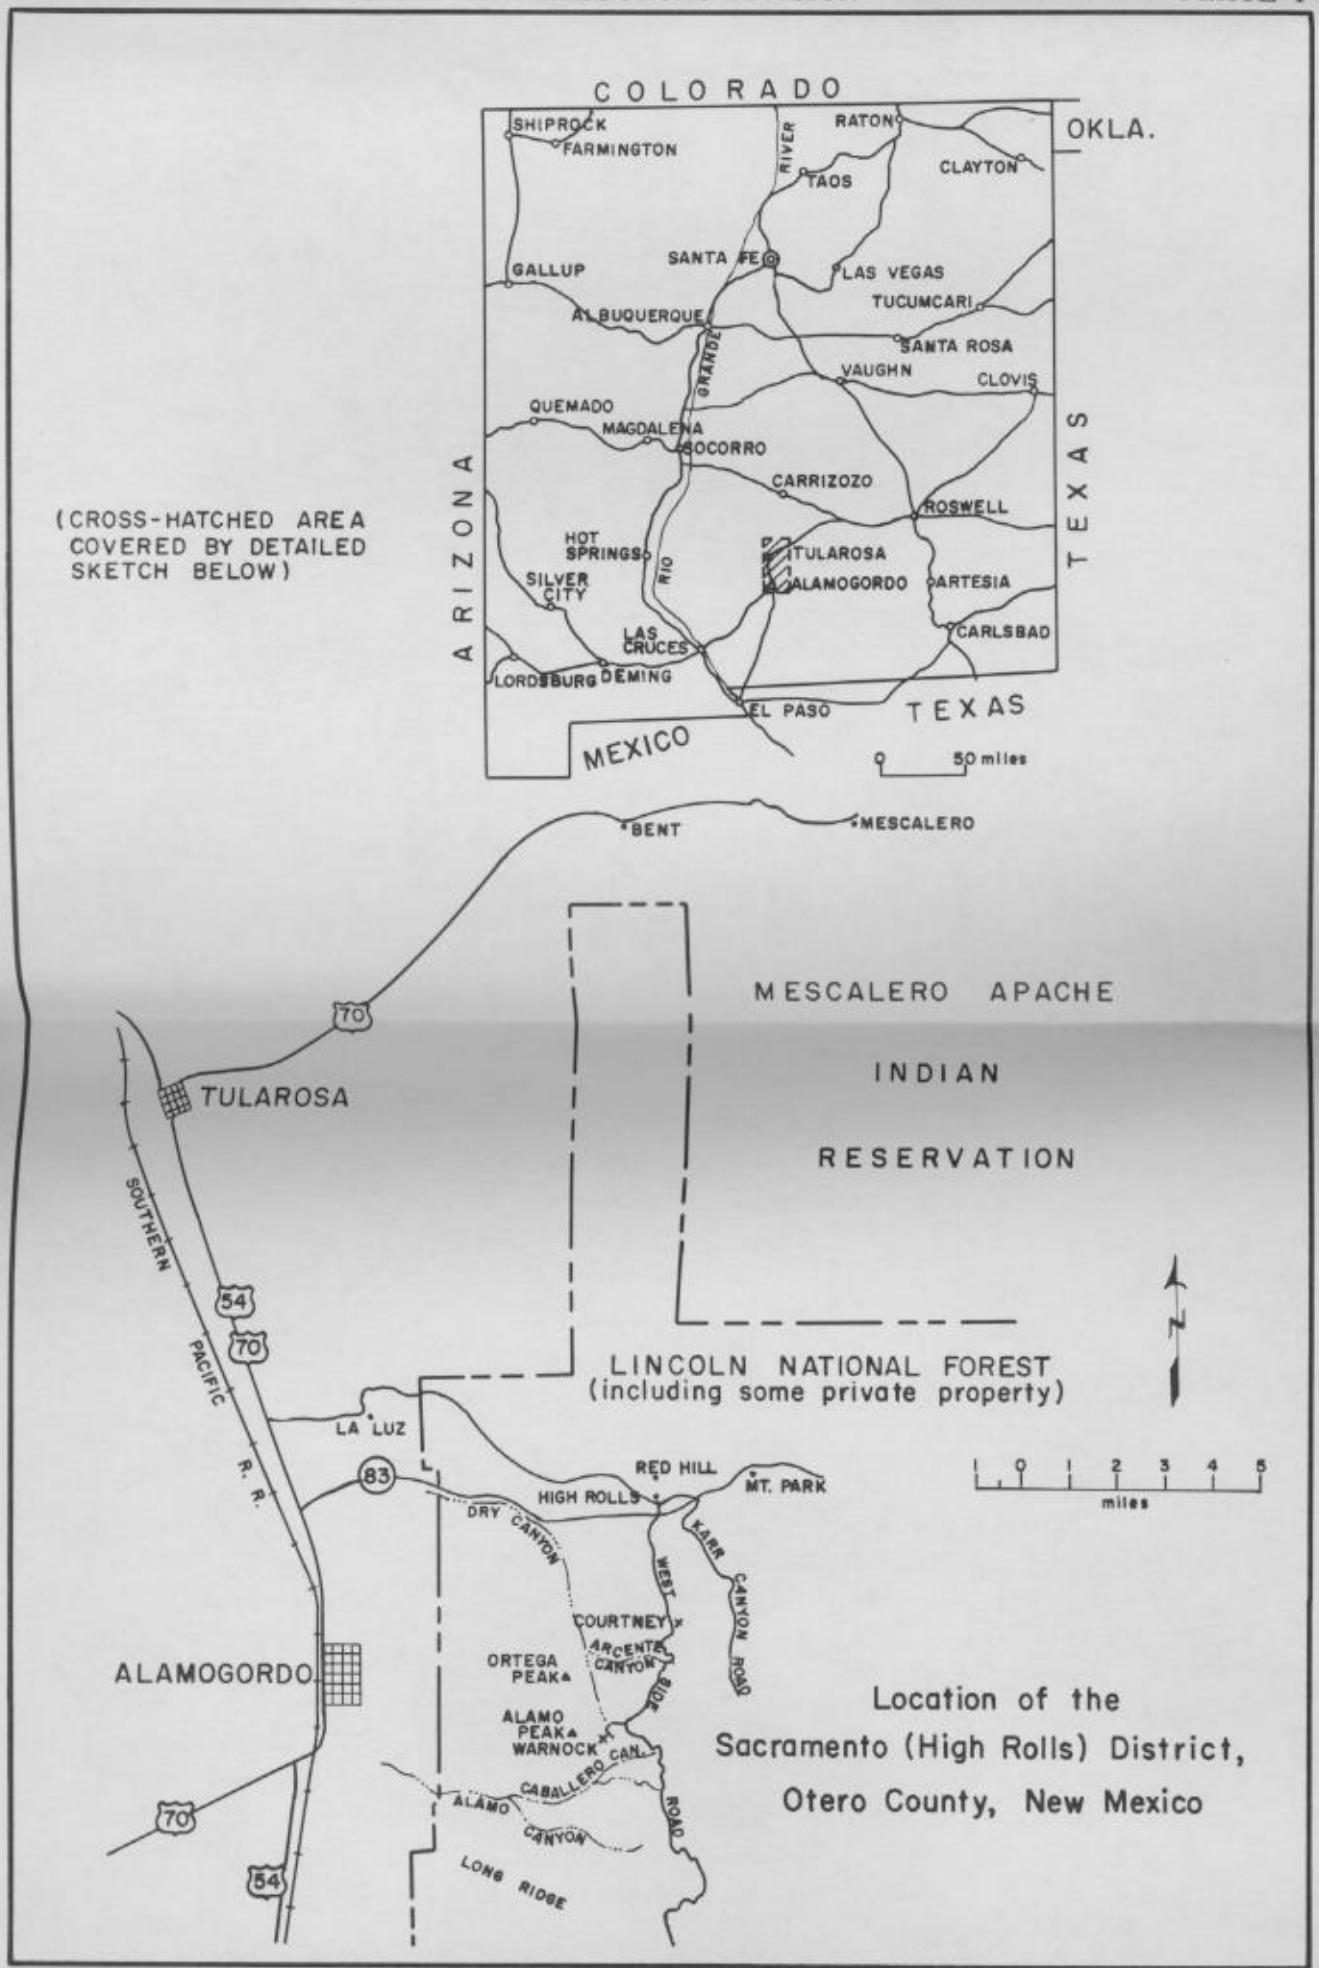 COLORADO
OKLA.
SHIPROCK
FARMINGTON
RIVER
RATON
CLAYTON
TAOS
SANTA FE
LAS VEGAS
GALLUP
TUCUMCARI
ALBUQUERQUE
SANTA ROSA
GRANDE
VAUGHN
CLOVIS
QUEMADO
MAGDALENA
SOCORRO
ARIZONA
TEXAS
CARRIZOZO
ROSWELL
(CROSS-HATCHED AREA
COVERED BY DETAILED
SKETCH BELOW)
HOT
SPRINGS
RIO
TULAROSA
ALAMOGORDO
ARTESIA
SILVER
CITY
LAS
CRUCES
CARLSBAD
LORDSBURG
DEMING
EL PASO
TEXAS
MEXICO
0 50 miles
BENT
MESCALERO
MESCALERO APACHE
INDIAN
RESERVATION
70
TULAROSA
SOUTHERN
PACIFIC
R. R.
54
70
N
LINCOLN NATIONAL FOREST
(including some private property)
LA LUZ
83
RED HILL
HIGH ROLLS
MT. PARK
1 0 1 2 3 4 5
miles
DRY
CANYON
KARR
CANYON
ROAD
WEST
SIDE
ROAD
COURTNEY
ARCENTE
CANYON
ORTEGA
PEAK
ALAMOGORDO
ALAMO
PEAK
WARNOCK
CABALLERO CAN.
ALAMO
CANYON
LONG RIDGE
70
54
Location of the
Sacramento (High Rolls) District,
Otero County, New Mexico